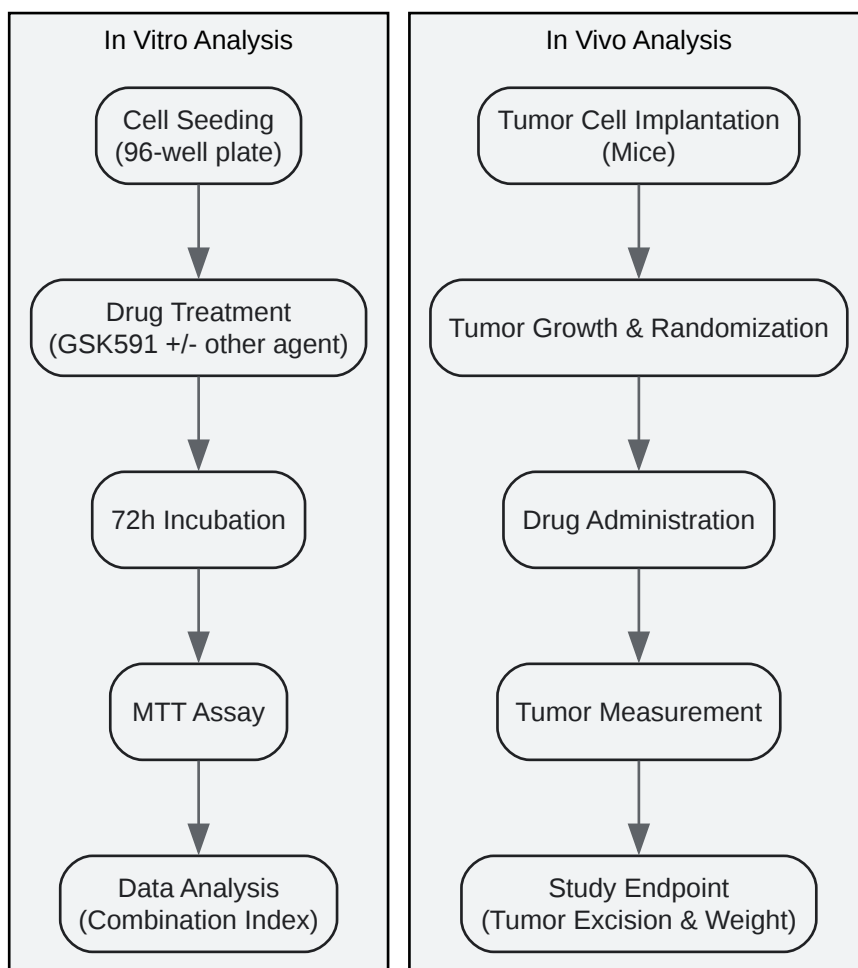 In Vitro Analysis
Cell Seeding
(96-well plate)
Drug Treatment
(GSK591 +/- other agent)
72h Incubation
MTT Assay
Data Analysis
(Combination Index)
In Vivo Analysis
Tumor Cell Implantation
(Mice)
Tumor Growth & Randomization
Drug Administration
Tumor Measurement
Study Endpoint
(Tumor Excision & Weight)